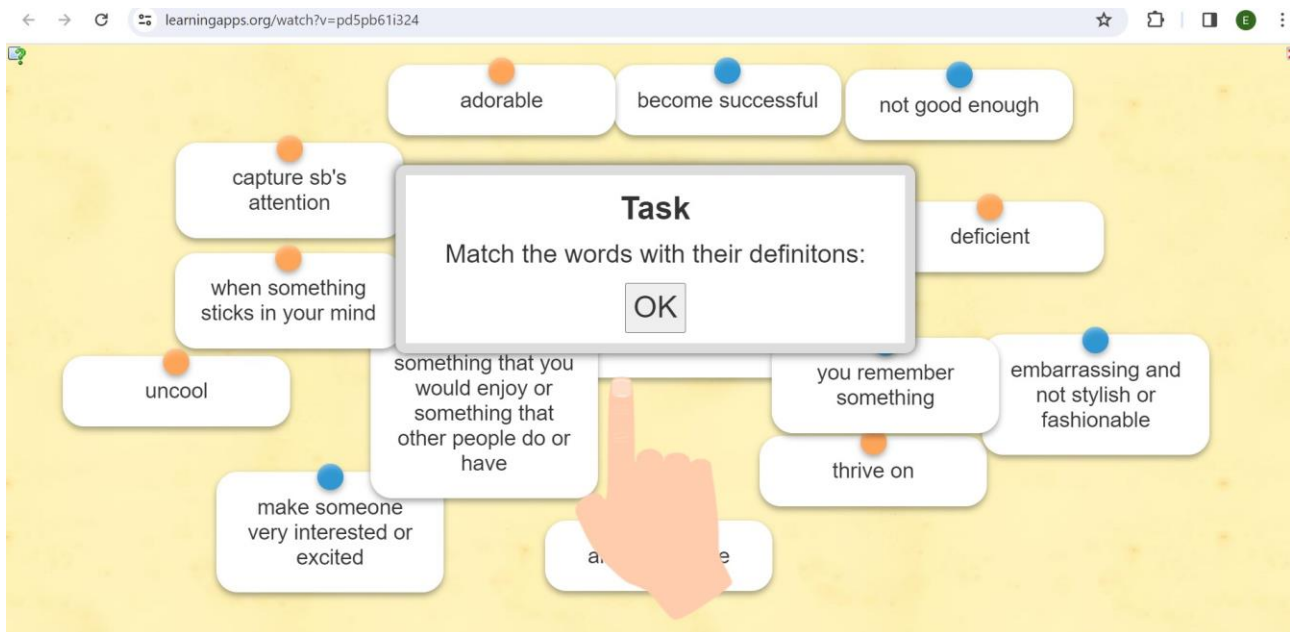 learningapps.org/watch?v=pd5pb61i324
E
adorable
become successful
not good enough
capture sb's
attention
Task
Match the words with their definitons:
OK
deficient
when something
sticks in your mind
something that you
would enjoy or
something that
other people do or
have
you remember
something
embarrassing and
not stylish or
fashionable
uncool
thrive on
make someone
very interested or
excited